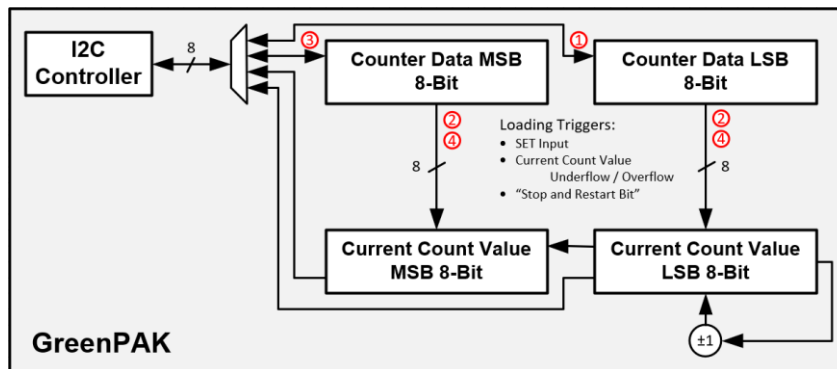 I2C
Controller
8
③
①
Counter Data MSB
8-Bit
Counter Data LSB
8-Bit
②
④
8
Loading Triggers:
• SET Input
• Current Count Value
Underflow / Overflow
• “Stop and Restart Bit”
②
④
8
Current Count Value
MSB 8-Bit
Current Count Value
LSB 8-Bit
±1
GreenPAK